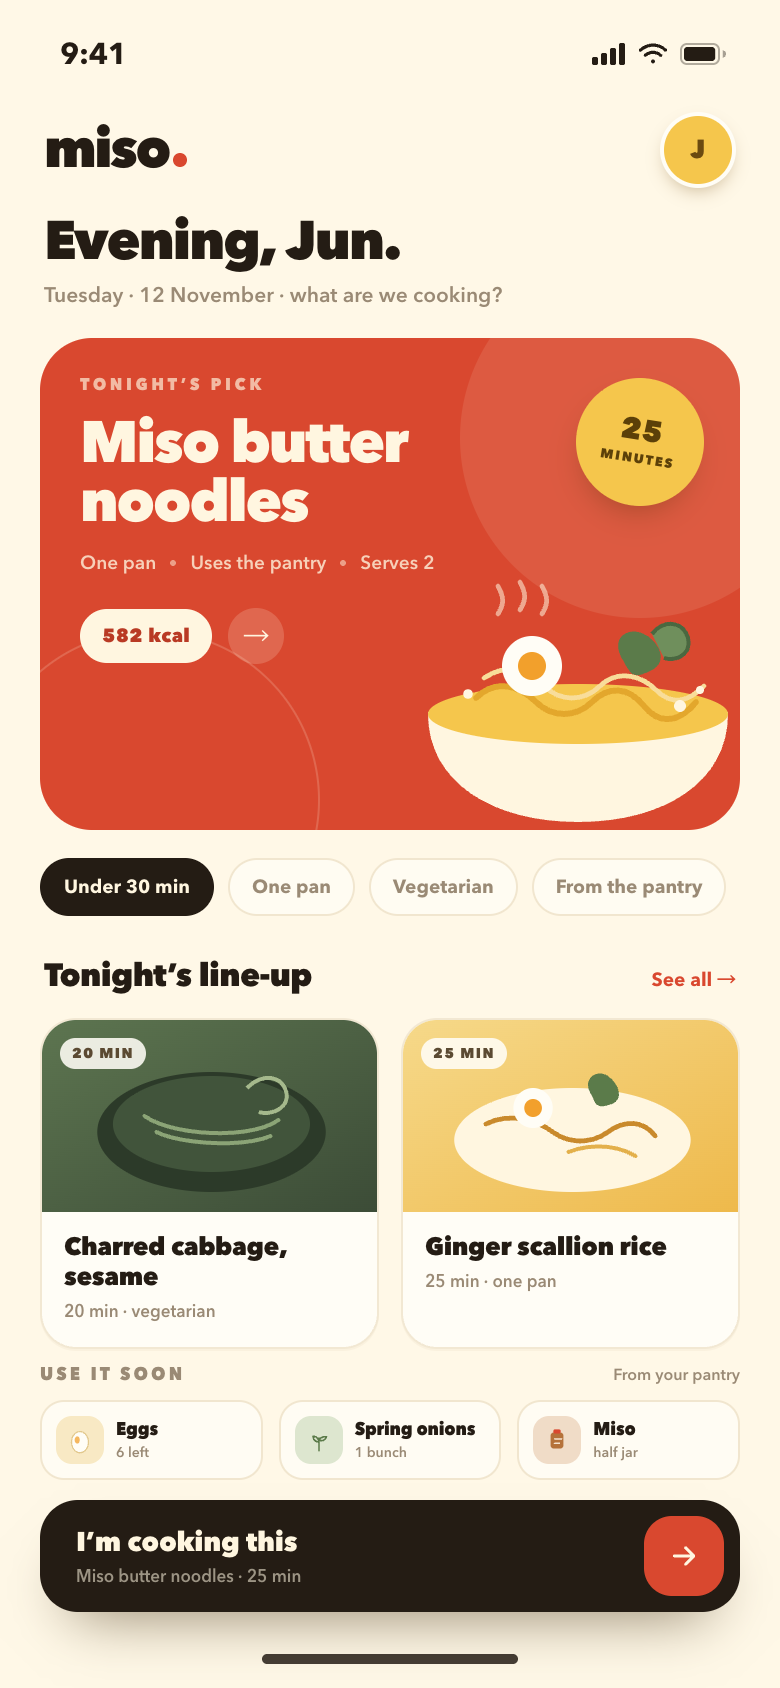 9:41
miso.
J
Evening, Jun.
Tuesday · 12 November · what are we cooking?
TONIGHT’S PICK
25
MINUTES
Miso butter
noodles
One pan • Uses the pantry • Serves 2
582 kcal →
Under 30 min
One pan
Vegetarian
From the pantry
Tonight’s line-up
See all →
20 MIN
Charred cabbage,
sesame
20 min · vegetarian
25 MIN
Ginger scallion rice
25 min · one pan
USE IT SOON
From your pantry
Eggs
6 left
Spring onions
1 bunch
Miso
half jar
I’m cooking this
Miso butter noodles · 25 min
→